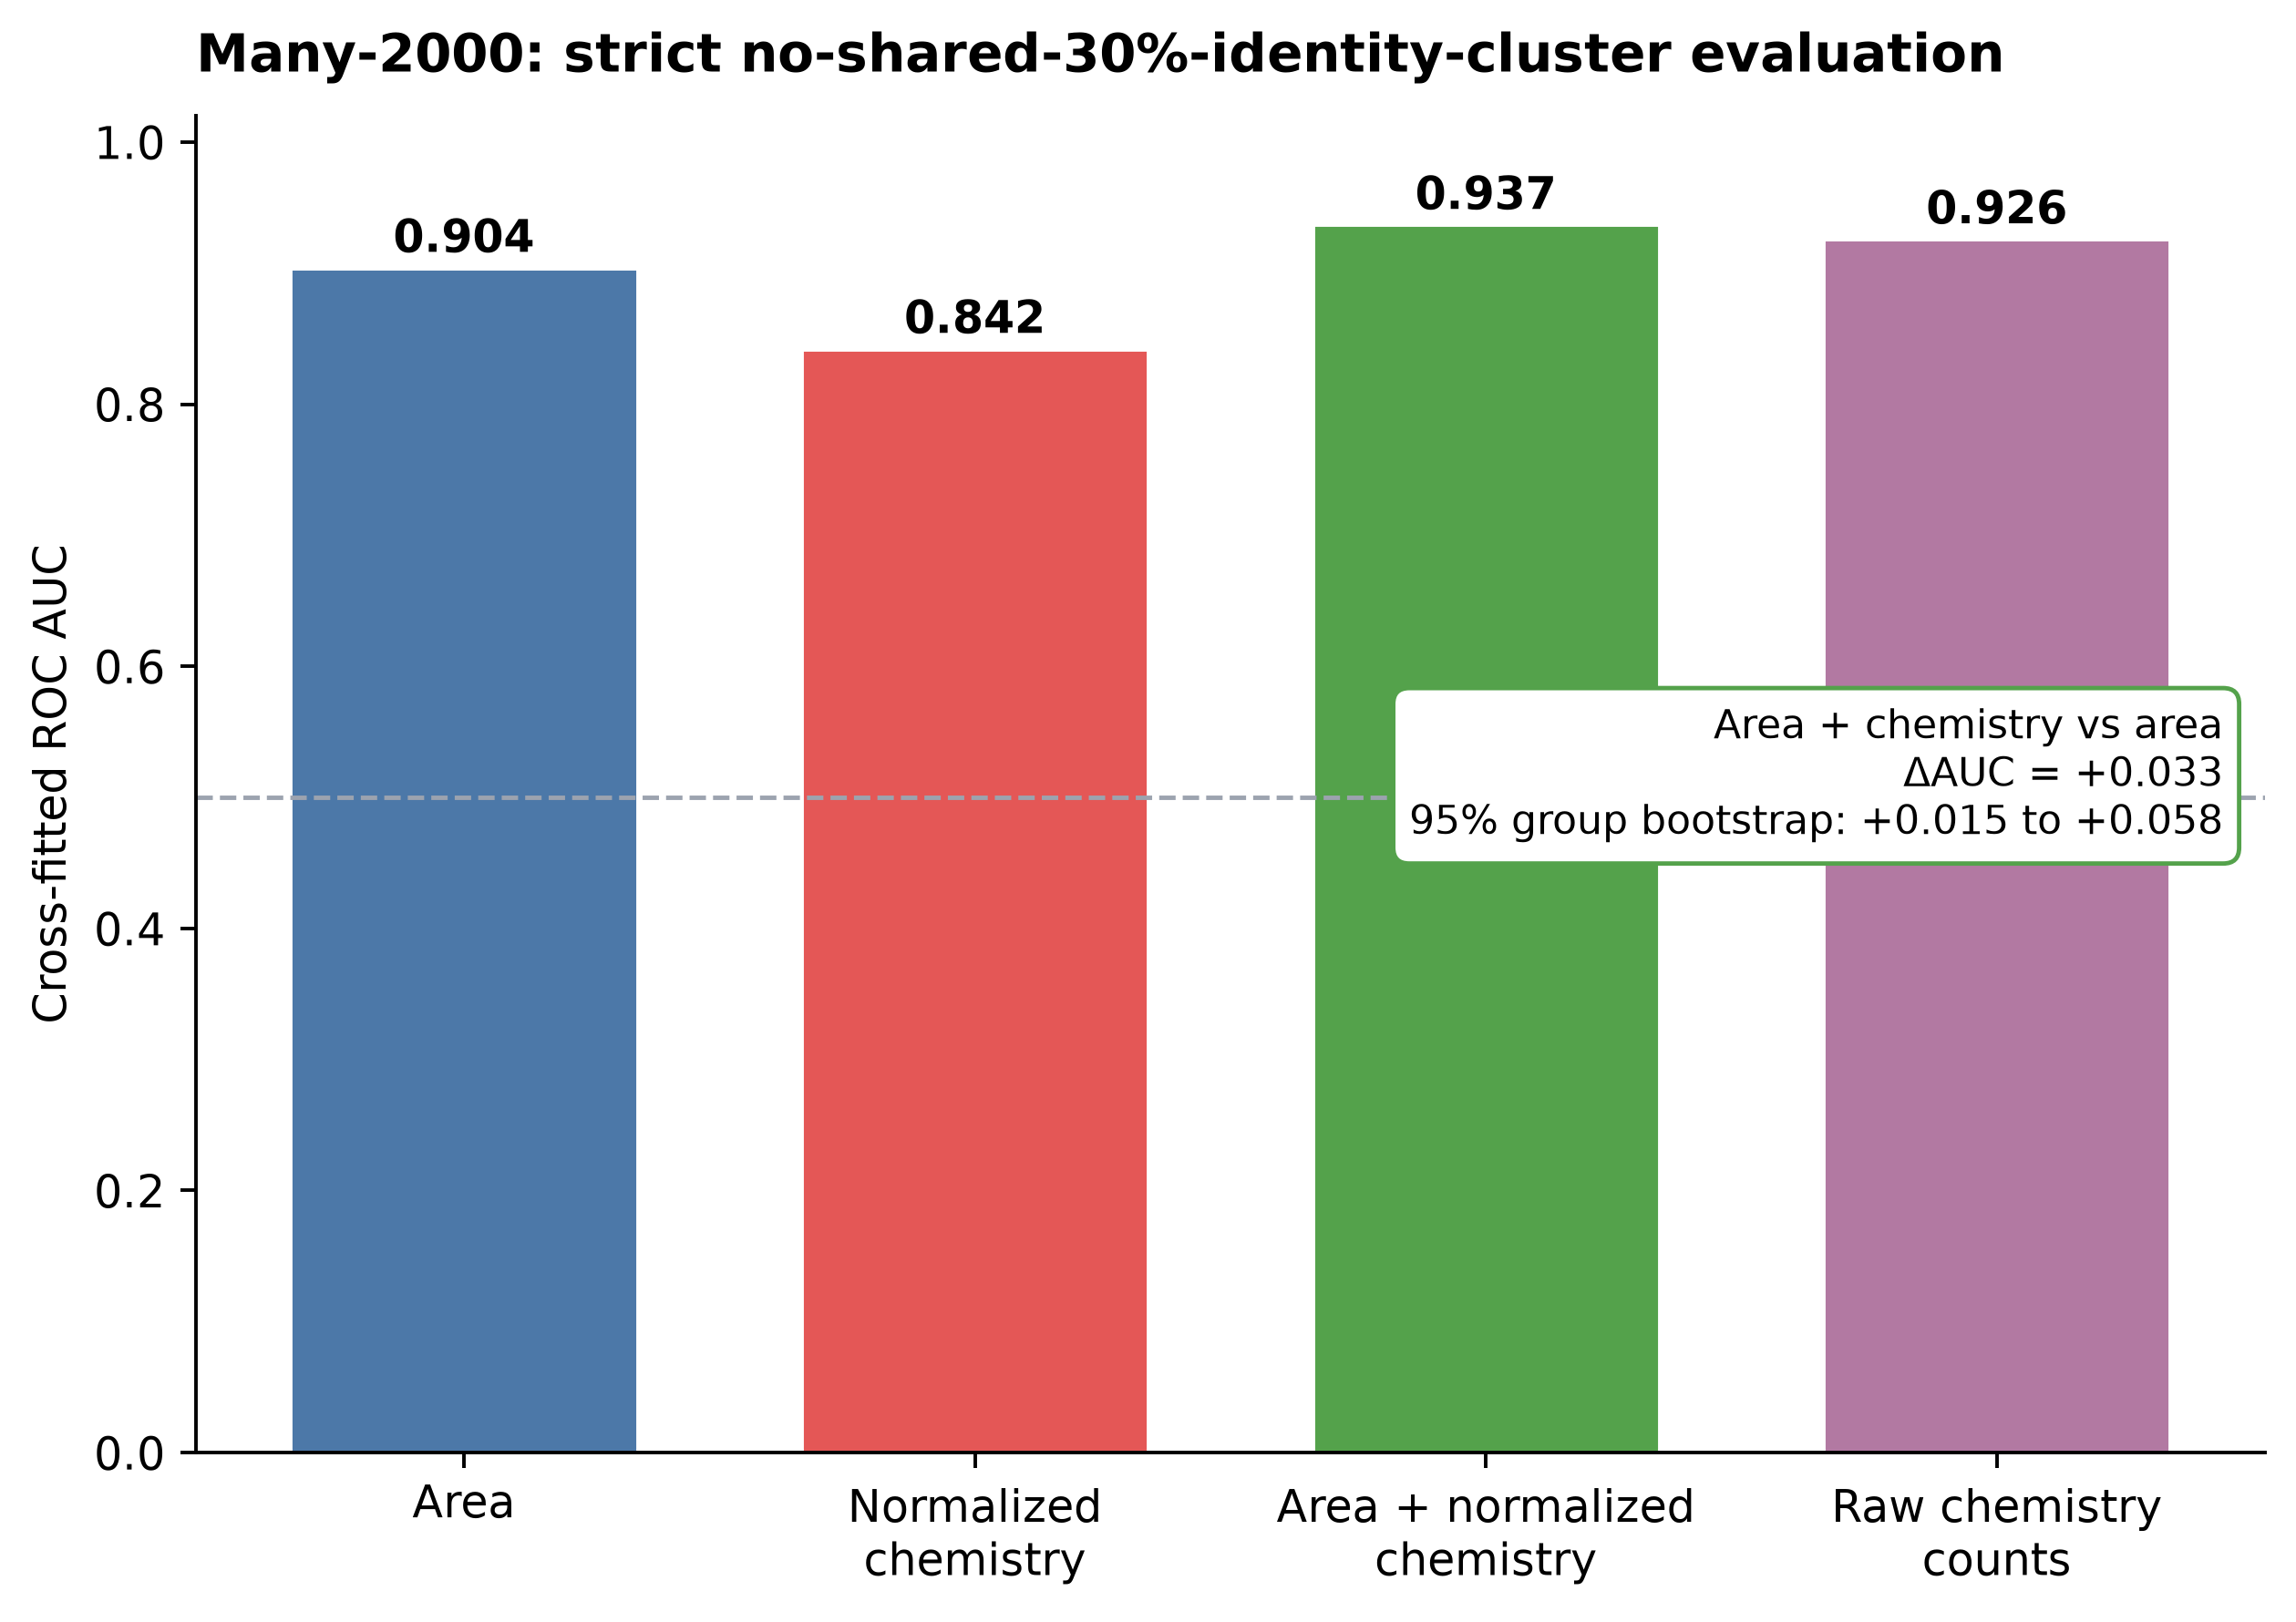 Many-2000: strict no-shared-30%-identity-cluster evaluation
Cross-fitted ROC AUC
1.0
0.8
0.6
0.4
0.2
0.0
0.904
0.842
0.937
0.926
Area + chemistry vs area
ΔAUC = +0.033
95% group bootstrap: +0.015 to +0.058
Area
Normalized
chemistry
Area + normalized
chemistry
Raw chemistry
counts